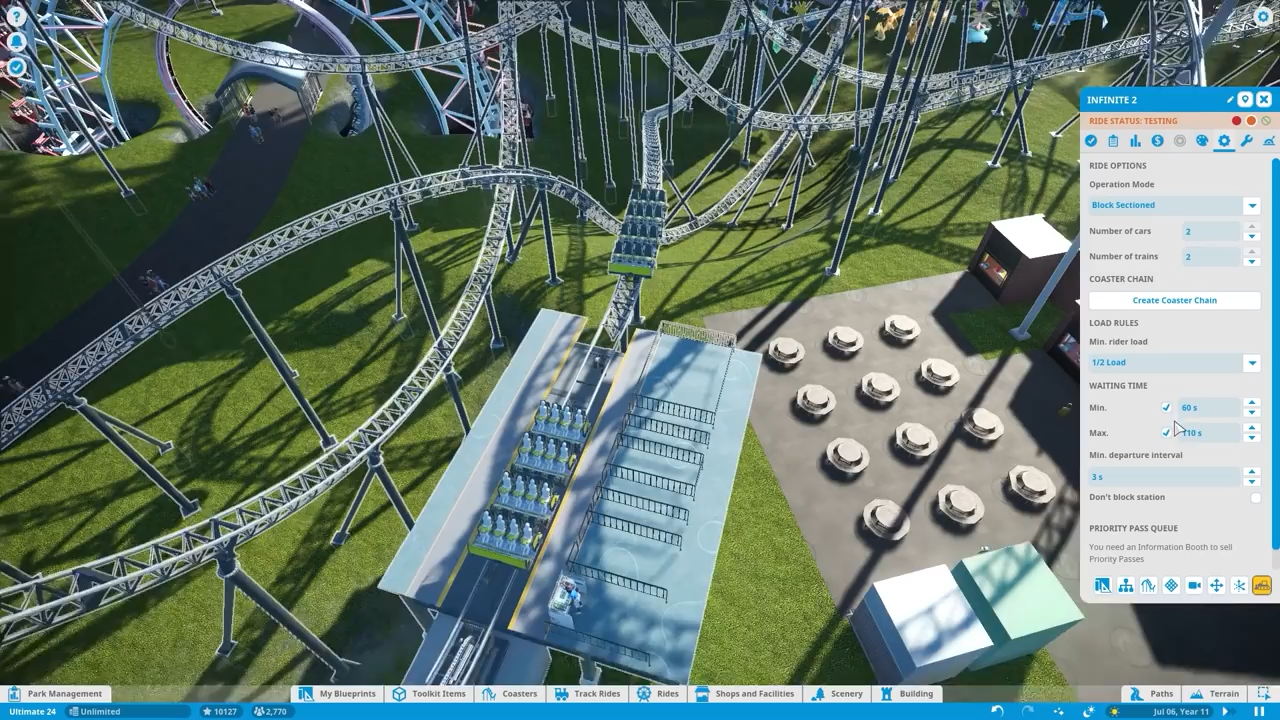 INFINITE 2
RIDE STATUS: TESTING
RIDE OPTIONS
Operation Mode
Block Sectioned
Number of cars 2
Number of trains 2
COASTER CHAIN
Create Coaster Chain
LOAD RULES
Min. rider load
1/2 Load
WAITING TIME
Min. 60 s
Max. 110 s
Min. departure interval
3 s
Don't block station
PRIORITY PASS QUEUE
You need an Information Booth to sell
Priority Passes
Park Management My Blueprints Toolkit Items Coasters Track Rides Rides Shops and Facilities Scenery Building Paths Terrain
Ultimate 24 Unlimited 10127 2,770 Jul 06, Year 11